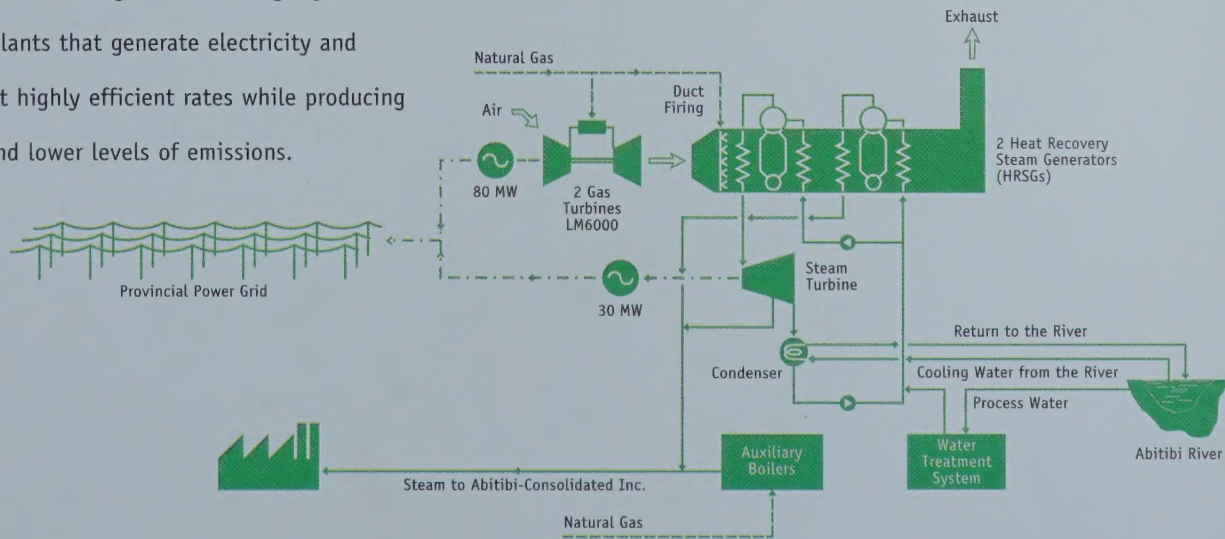 lants that generate electricity and
t highly efficient rates while producing
nd lower levels of emissions.
Exhaust
Natural Gas
Duct
Firing
Air
2 Heat Recovery
Steam Generators
(HRSGs)
80 MW
2 Gas
Turbines
LM6000
Provincial Power Grid
Steam
Turbine
30 MW
Return to the River
Condenser
Cooling Water from the River
Process Water
Abitibi River
Auxiliary
Boilers
Water
Treatment
System
Steam to Abitibi-Consolidated Inc.
Natural Gas